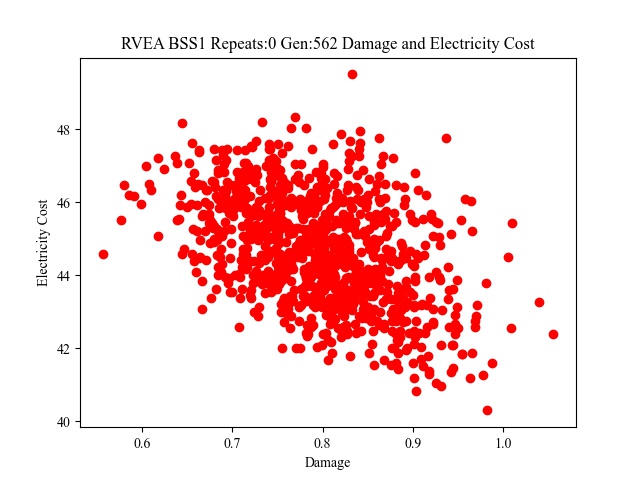 RVEA BSS1 Repeats:0 Gen:562 Damage and Electricity Cost
48
46
44
42
40
Electricity Cost
0.6 0.7 0.8 0.9 1.0
Damage